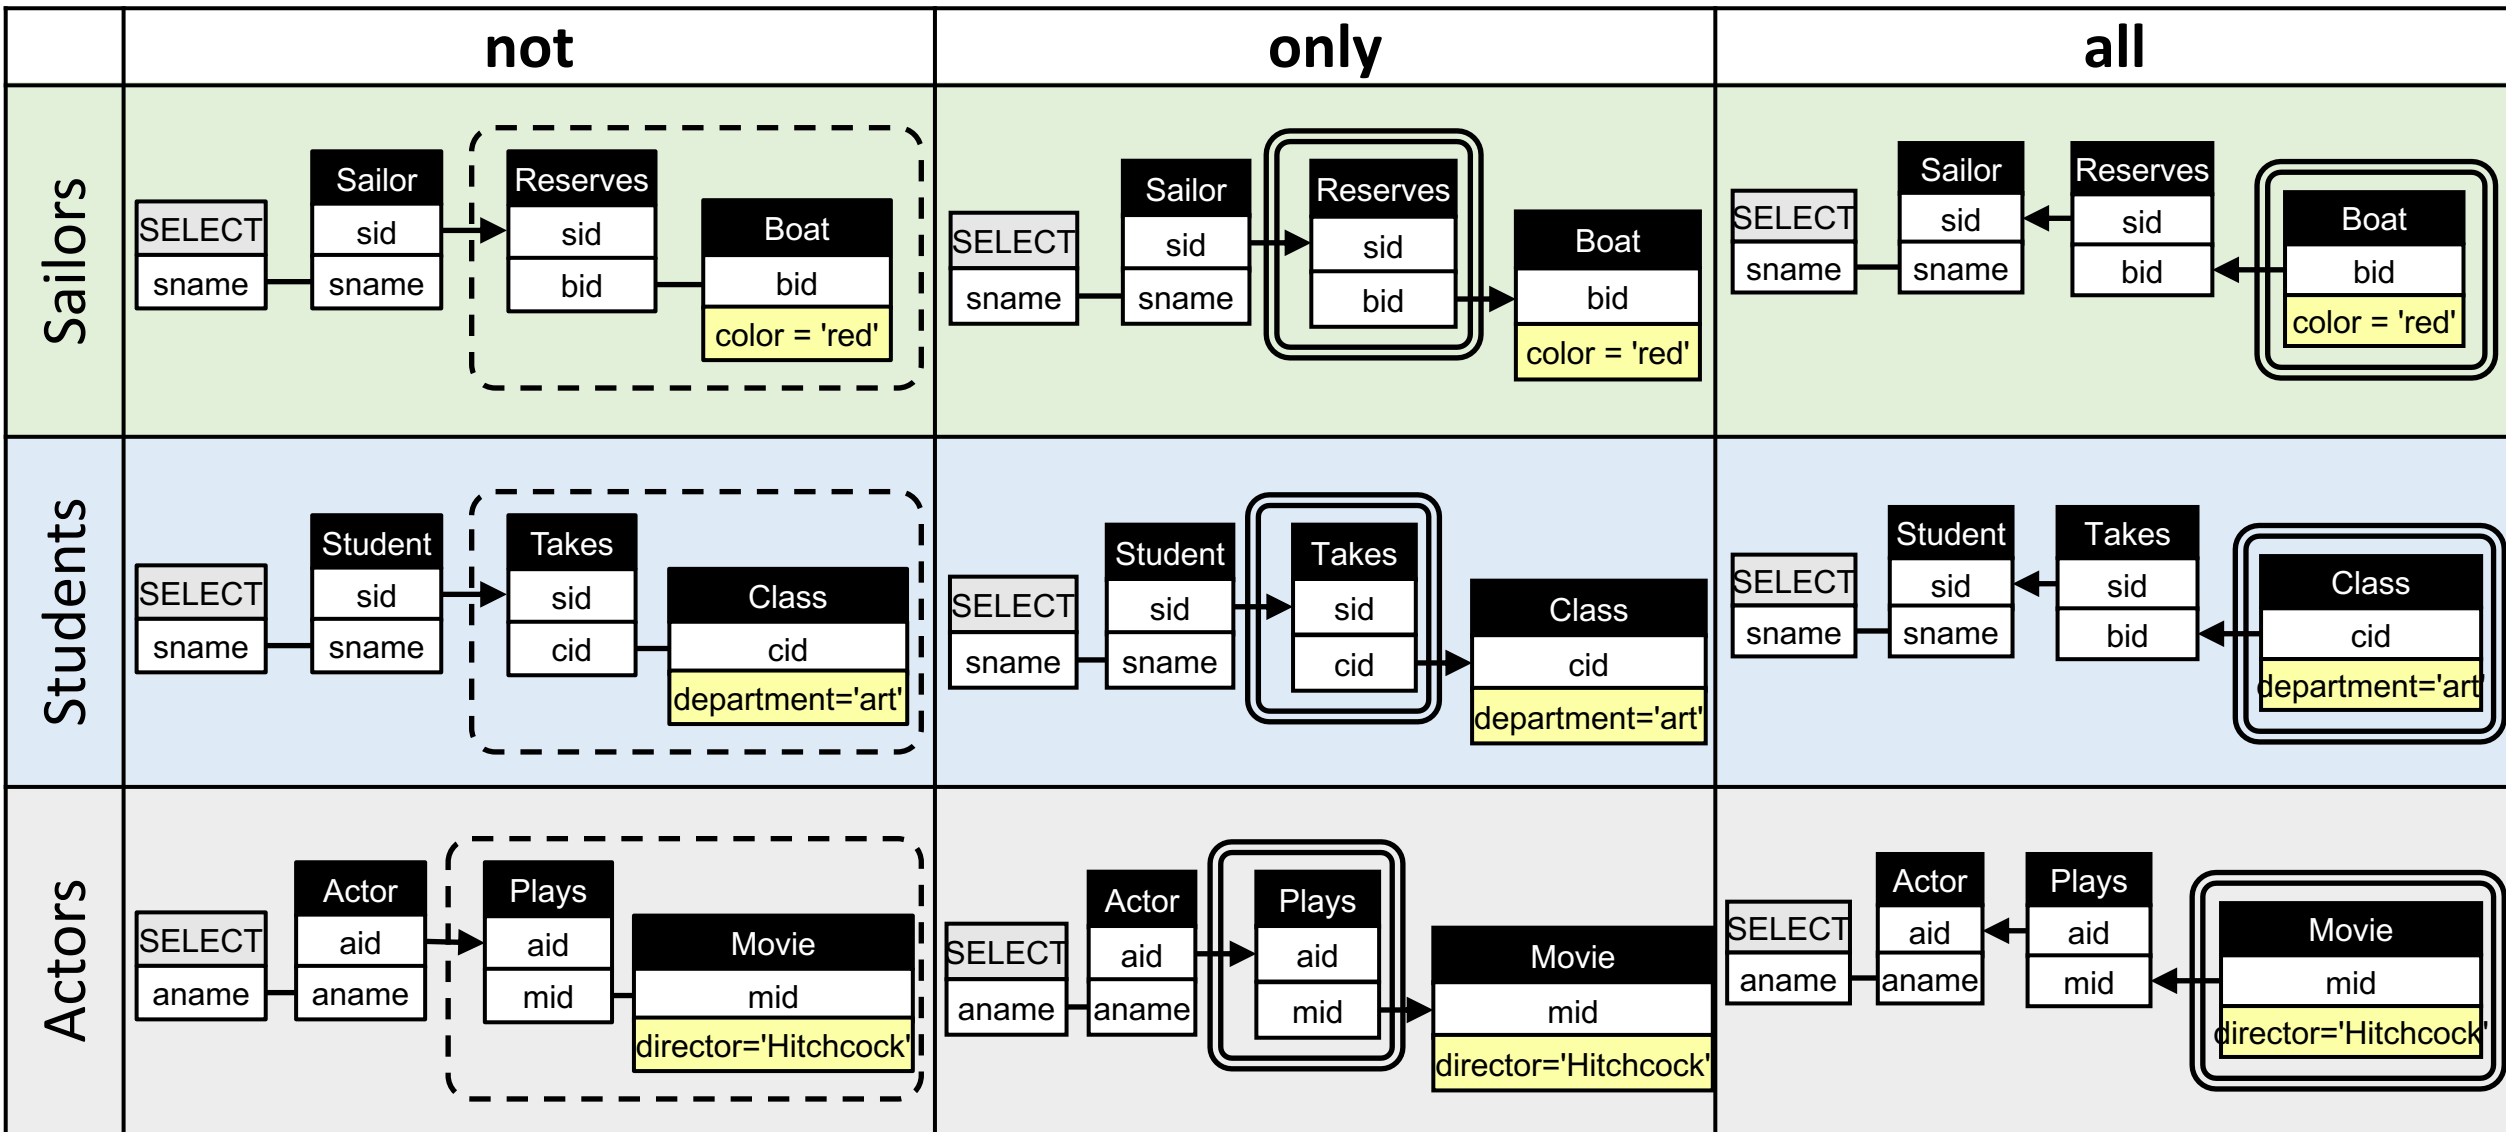 not
only
all
Sailors
SELECT
sname
Sailor
sid
sname
Reserves
sid
bid
Boat
bid
color = 'red'
SELECT
sname
Sailor
sid
sname
Reserves
sid
bid
Boat
bid
color = 'red'
SELECT
sname
Sailor
sid
sname
Reserves
sid
bid
Boat
bid
color = 'red'
Students
SELECT
sname
Student
sid
sname
Takes
sid
cid
Class
cid
department='art'
SELECT
sname
Student
sid
sname
Takes
sid
cid
Class
cid
department='art'
SELECT
sname
Student
sid
sname
Takes
sid
bid
Class
cid
department='art'
Actors
SELECT
aname
Actor
aid
aname
Plays
aid
mid
Movie
mid
director='Hitchcock'
SELECT
aname
Actor
aid
aname
Plays
aid
mid
Movie
mid
director='Hitchcock'
SELECT
aname
Actor
aid
aname
Plays
aid
mid
Movie
mid
director='Hitchcock'